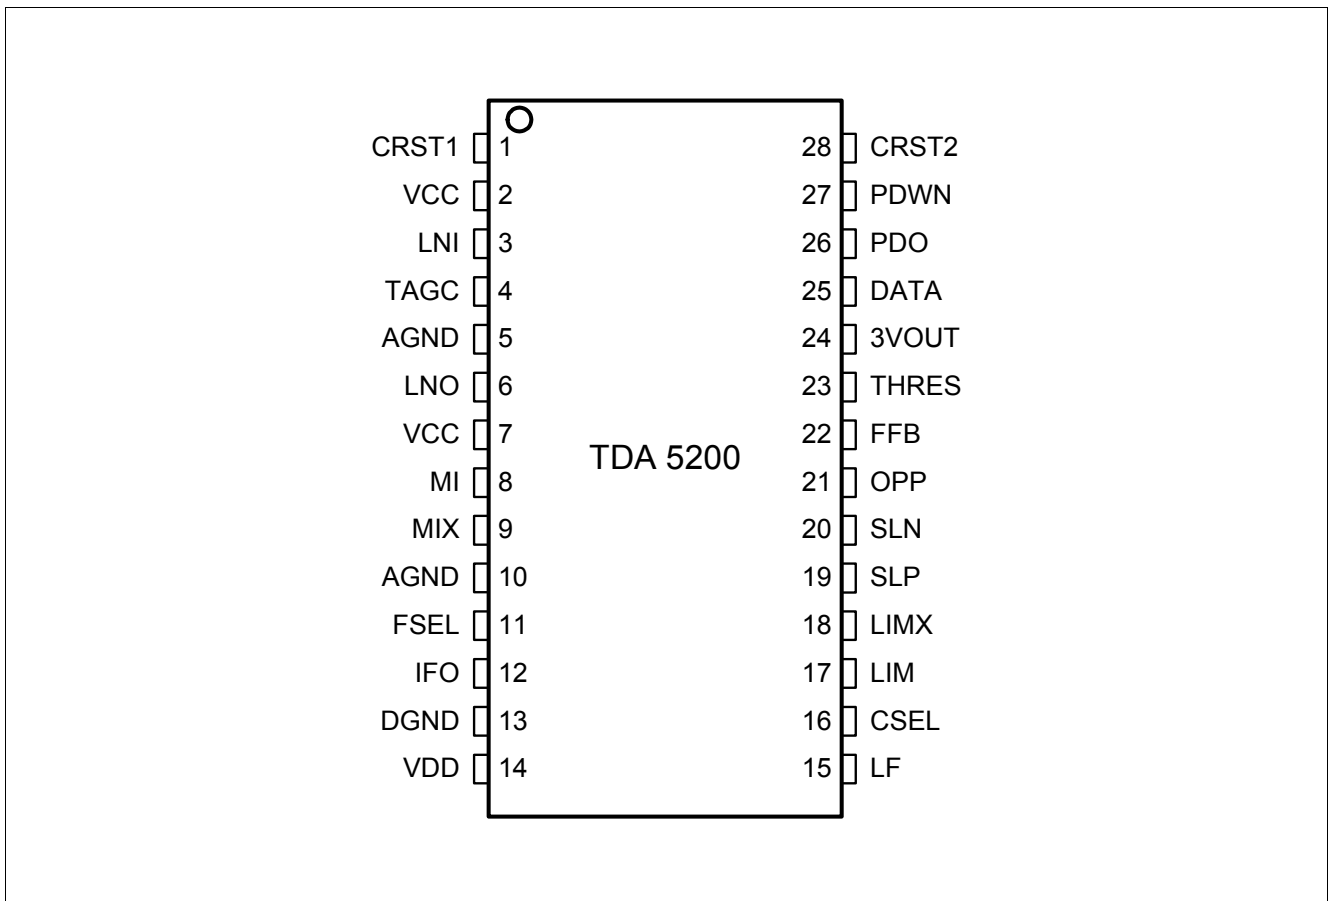 CRST1 1 28 CRST2
VCC 2 27 PDWN
LNI 3 26 PDO
TAGC 4 25 DATA
AGND 5 24 3VOUT
LNO 6 23 THRES
VCC 7 22 FFB
TDA 5200
MI 8 21 OPP
MIX 9 20 SLN
AGND 10 19 SLP
FSEL 11 18 LIMX
IFO 12 17 LIM
DGND 13 16 CSEL
VDD 14 15 LF